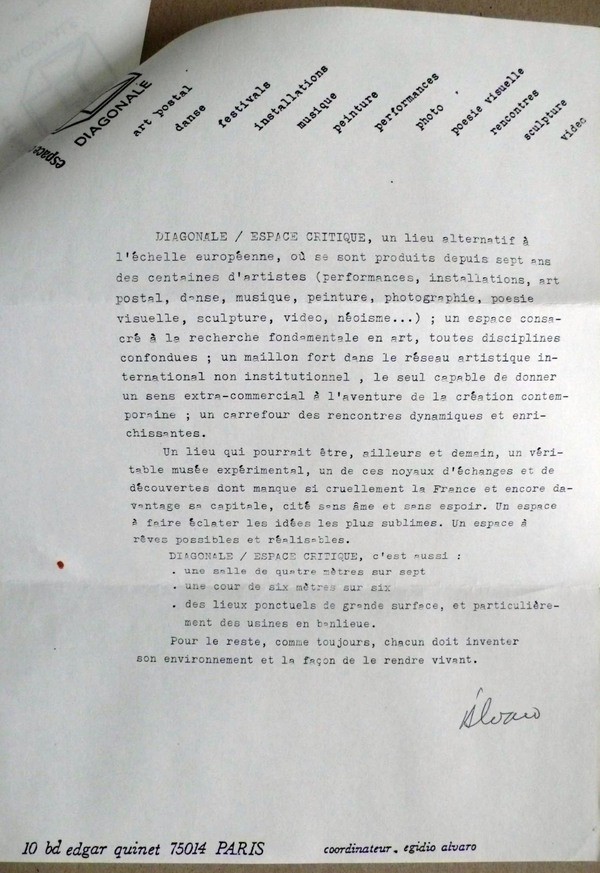 espace
DIAGONALE
art postal
danse
festivals
installations
musique
peinture
performances
photo
poesie visuelle
rencontres
sculpture
video
DIAGONALE / ESPACE CRITIQUE, un lieu alternatif à
l'échelle européenne, où se sont produits depuis sept ans
des centaines d'artistes (performances, installations, art
postal, danse, musique, peinture, photographie, poesie
visuelle, sculpture, video, néoisme...) ; un espace consa-
cré à la recherche fondamentale en art, toutes disciplines
confondues ; un maillon fort dans le réseau artistique in-
ternational non institutionnel , le seul capable de donner
un sens extra-commercial à l'aventure de la création contem-
poraine ; un carrefour des rencontres dynamiques et enri-
chissantes.
Un lieu qui pourrait être, ailleurs et demain, un véri-
table musée expérimental, un de ces noyaux d'échanges et de
découvertes dont manque si cruellement la France et encore da-
vantage sa capitale, cité sans âme et sans espoir. Un espace
à faire éclater les idées les plus sublimes. Un espace à
rêves possibles et réalisables.
DIAGONALE / ESPACE CRITIQUE, c'est aussi :
. une salle de quatre mètres sur sept
. une cour de six mètres sur six
. des lieux ponctuels de grande surface, et particulière-
ment des usines en banlieue.
Pour le reste, comme toujours, chacun doit inventer
son environnement et la façon de le rendre vivant.
Álvaro
10 bd edgar quinet 75014 PARIS
coordinateur. egidio alvaro